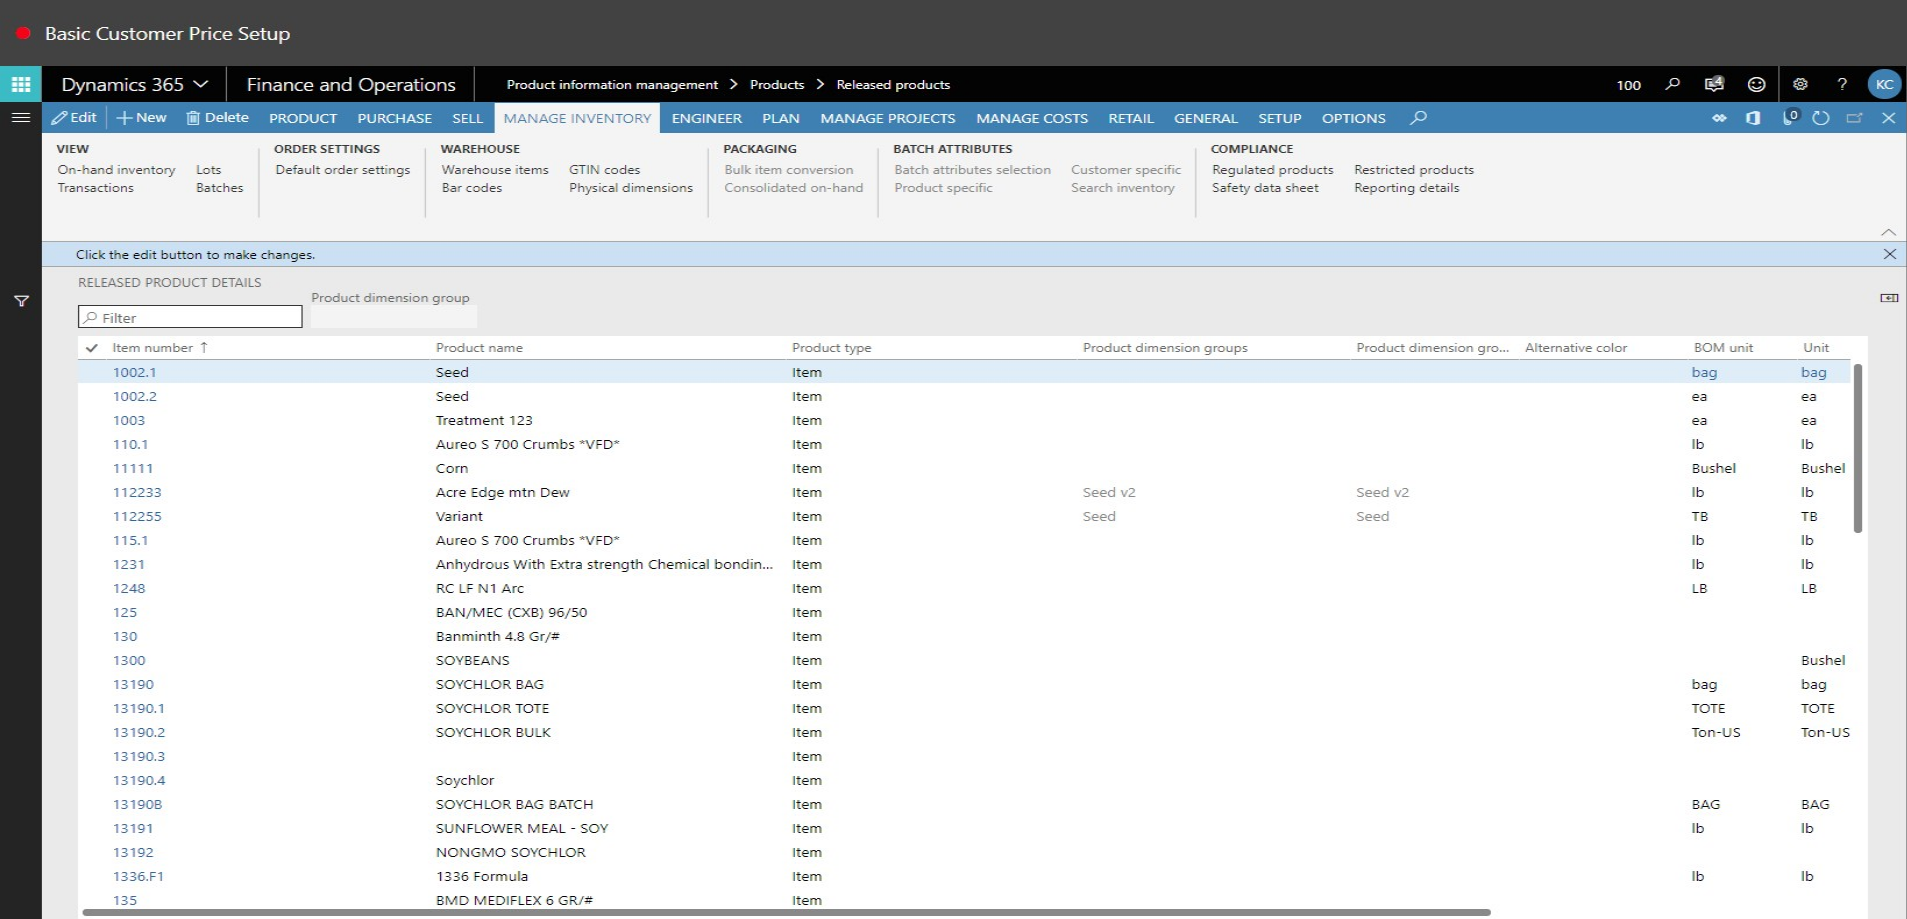 Basic Customer Price Setup
Dynamics 365 Finance and Operations Product information management > Products > Released products 100 4 ? KC
Edit + New Delete PRODUCT PURCHASE SELL MANAGE INVENTORY ENGINEER PLAN MANAGE PROJECTS MANAGE COSTS RETAIL GENERAL SETUP OPTIONS 0
VIEW ORDER SETTINGS WAREHOUSE PACKAGING BATCH ATTRIBUTES COMPLIANCE
On-hand inventory Lots Default order settings Warehouse items GTIN codes Bulk item conversion Batch attributes selection Customer specific Regulated products Restricted products
Transactions Batches Bar codes Physical dimensions Consolidated on-hand Product specific Search inventory Safety data sheet Reporting details
Click the edit button to make changes.
RELEASED PRODUCT DETAILS
Product dimension group
Filter
Item number ↑ Product name Product type Product dimension groups Product dimension gro... Alternative color BOM unit Unit
1002.1 Seed Item bag bag
1002.2 Seed Item ea ea
1003 Treatment 123 Item ea ea
110.1 Aureo S 700 Crumbs *VFD* Item lb lb
11111 Corn Item Bushel Bushel
112233 Acre Edge mtn Dew Item Seed v2 Seed v2 lb lb
112255 Variant Item Seed Seed TB TB
115.1 Aureo S 700 Crumbs *VFD* Item lb lb
1231 Anhydrous With Extra strength Chemical bondin... Item lb lb
1248 RC LF N1 Arc Item LB LB
125 BAN/MEC (CXB) 96/50 Item
130 Banminth 4.8 Gr/# Item
1300 SOYBEANS Item Bushel
13190 SOYCHLOR BAG Item bag bag
13190.1 SOYCHLOR TOTE Item TOTE TOTE
13190.2 SOYCHLOR BULK Item Ton-US Ton-US
13190.3 Item
13190.4 Soychlor Item
13190B SOYCHLOR BAG BATCH Item BAG BAG
13191 SUNFLOWER MEAL - SOY Item lb lb
13192 NONGMO SOYCHLOR Item
1336.F1 1336 Formula Item lb lb
135 BMD MEDIFLEX 6 GR/# Item